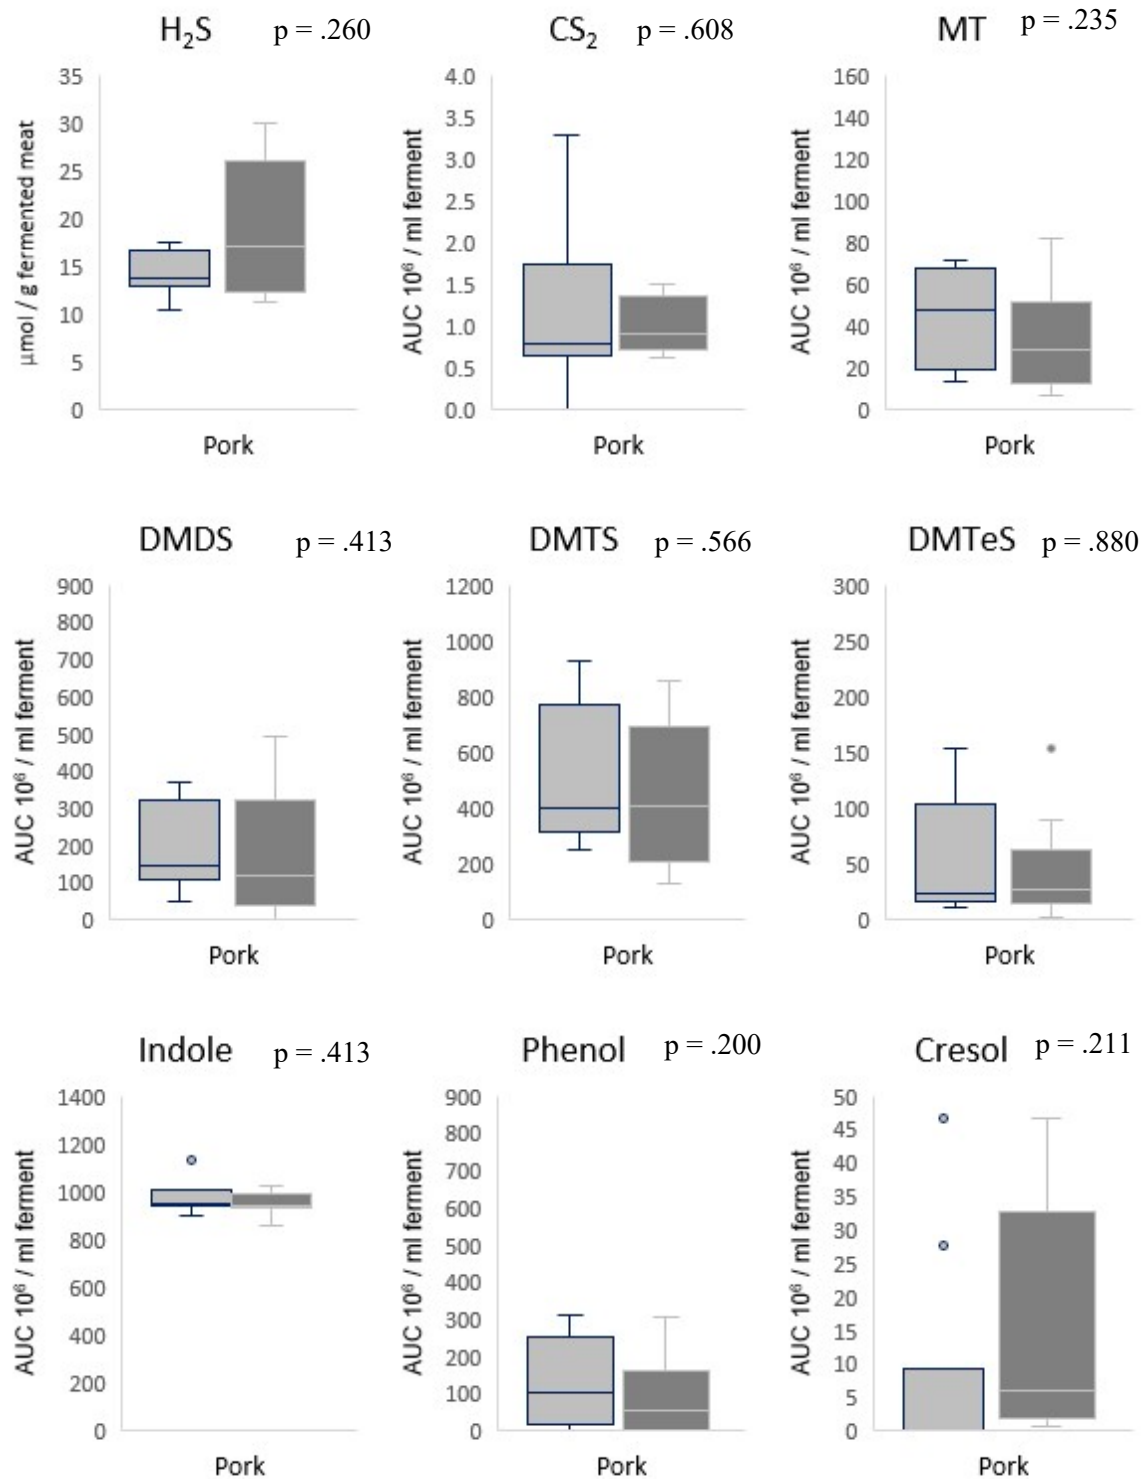 H₂S p = .260
35
30
25
20
15
10
5
0
μmol / g fermented meat
Pork
CS₂ p = .608
4.0
3.5
3.0
2.5
2.0
1.5
1.0
0.5
0.0
AUC 10⁶ / ml ferment
Pork
MT p = .235
160
140
120
100
80
60
40
20
0
AUC 10⁶ / ml ferment
Pork
DMDS p = .413
900
800
700
600
500
400
300
200
100
0
AUC 10⁶ / ml ferment
Pork
DMTS p = .566
1200
1000
800
600
400
200
0
AUC 10⁶ / ml ferment
Pork
DMTeS p = .880
300
250
200
150
100
50
0
AUC 10⁶ / ml ferment
Pork
Indole p = .413
1400
1200
1000
800
600
400
200
0
AUC 10⁶ / ml ferment
Pork
Phenol p = .200
900
800
700
600
500
400
300
200
100
0
AUC 10⁶ / ml ferment
Pork
Cresol p = .211
50
45
40
35
30
25
20
15
10
5
0
AUC 10⁶ / ml ferment
Pork